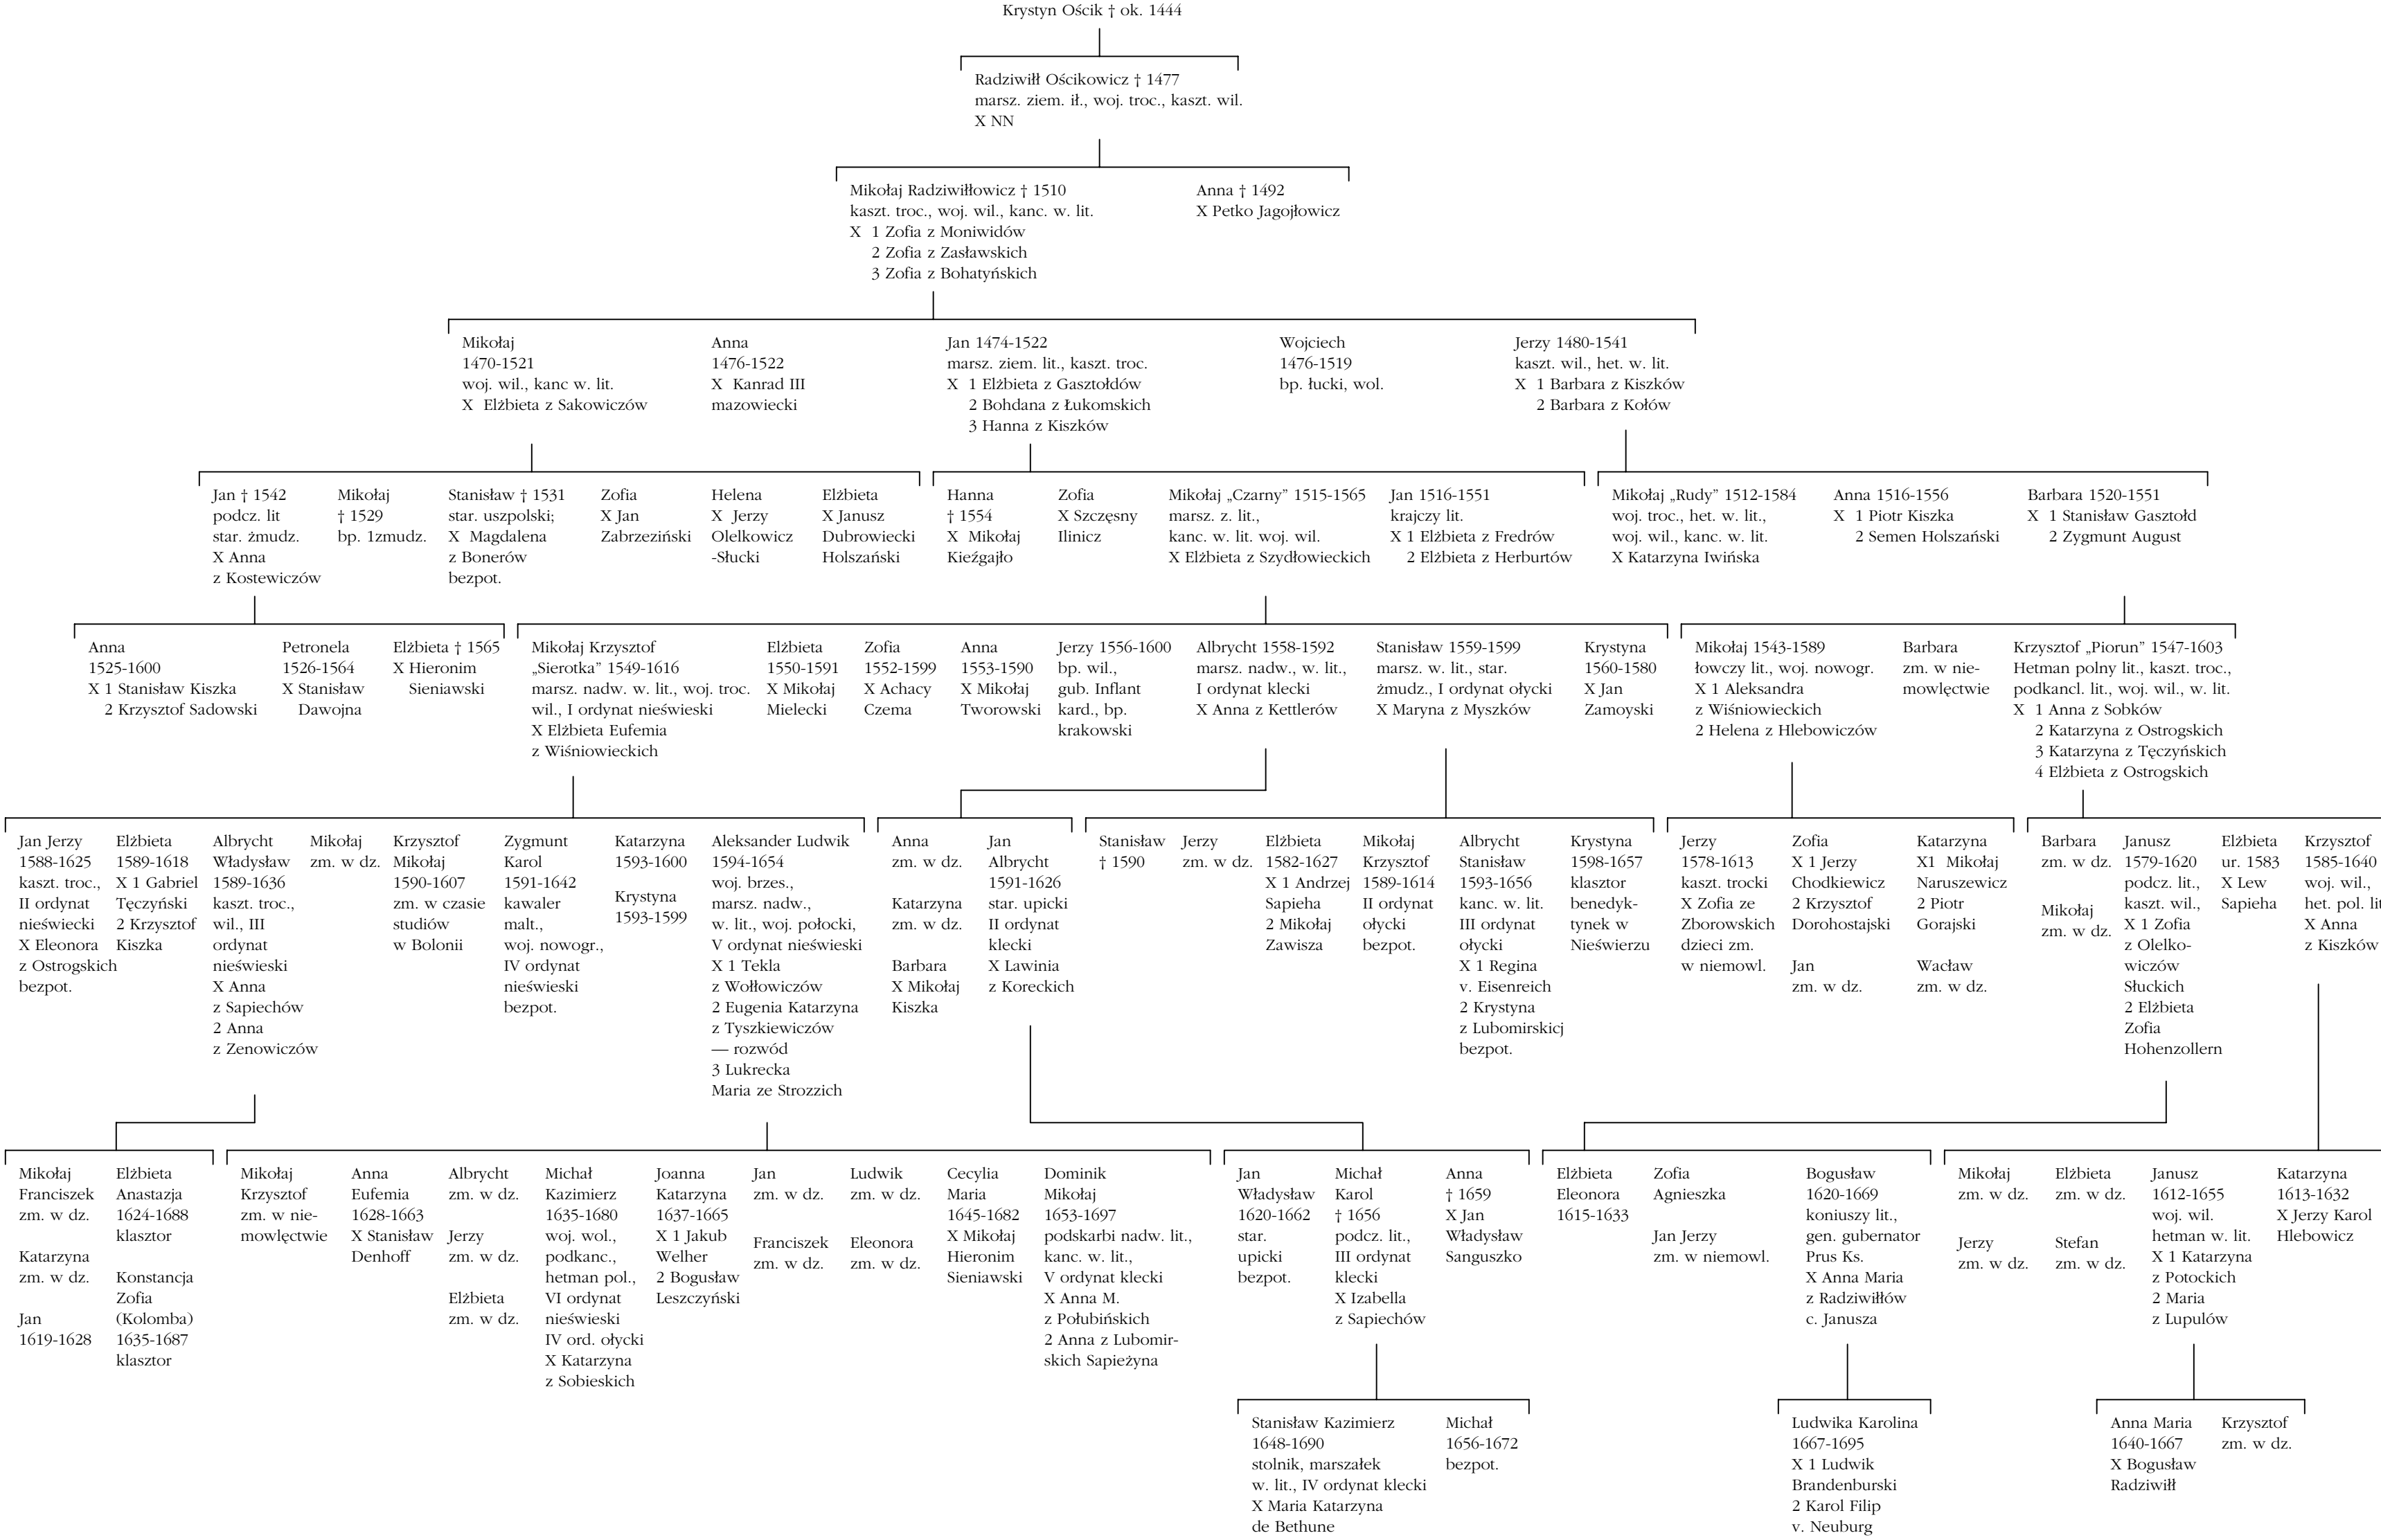 Krystyn Ościk † ok. 1444
Radziwiłł Ościkowicz † 1477
marsz. ziem. ił., woj. troc., kaszt. wil.
X NN
Mikołaj Radziwiłłowicz † 1510
kaszt. troc., woj. wil., kanc. w. lit.
X 1 Zofia z Moniwidów
2 Zofia z Zasławskich
3 Zofia z Bohatyńskich
Anna † 1492
X Petko Jagojłowicz
Mikołaj
1470-1521
woj. wil., kanc w. lit.
X Elżbieta z Sakowiczów
Anna
1476-1522
X Kanrad III
mazowiecki
Jan 1474-1522
marsz. ziem. lit., kaszt. troc.
X 1 Elżbieta z Gasztołdów
2 Bohdana z Łukomskich
3 Hanna z Kiszków
Wojciech
1476-1519
bp. łucki, wol.
Jerzy 1480-1541
kaszt. wil., het. w. lit.
X 1 Barbara z Kiszków
2 Barbara z Kołów
Jan † 1542
podcz. lit
star. żmudz.
X Anna
z Kostewiczów
Mikołaj
† 1529
bp. 1zmudz.
Stanisław † 1531
star. uszpolski;
X Magdalena
z Bonerów
bezpot.
Zofia
X Jan
Zabrzeziński
Helena
X Jerzy
Olelkowicz
-Słucki
Elżbieta
X Janusz
Dubrowiecki
Holszański
Hanna
† 1554
X Mikołaj
Kieźgajło
Zofia
X Szczęsny
Ilinicz
Mikołaj „Czarny” 1515-1565
marsz. z. lit.,
kanc. w. lit. woj. wil.
X Elżbieta z Szydłowieckich
Jan 1516-1551
krajczy lit.
X 1 Elżbieta z Fredrów
2 Elżbieta z Herburtów
Mikołaj „Rudy” 1512-1584
woj. troc., het. w. lit.,
woj. wil., kanc. w. lit.
X Katarzyna Iwińska
Anna 1516-1556
X 1 Piotr Kiszka
2 Semen Holszański
Barbara 1520-1551
X 1 Stanisław Gasztołd
2 Zygmunt August
Anna
1525-1600
X 1 Stanisław Kiszka
2 Krzysztof Sadowski
Petronela
1526-1564
X Stanisław
Dawojna
Elżbieta † 1565
X Hieronim
Sieniawski
Mikołaj Krzysztof
„Sierotka” 1549-1616
marsz. nadw. w. lit., woj. troc.
wil., I ordynat nieświeski
X Elżbieta Eufemia
z Wiśniowieckich
Elżbieta
1550-1591
X Mikołaj
Mielecki
Zofia
1552-1599
X Achacy
Czema
Anna
1553-1590
X Mikołaj
Tworowski
Jerzy 1556-1600
bp. wil.,
gub. Inflant
kard., bp.
krakowski
Albrycht 1558-1592
marsz. nadw., w. lit.,
I ordynat klecki
X Anna z Kettlerów
Stanisław 1559-1599
marsz. w. lit., star.
żmudz., I ordynat ołycki
X Maryna z Myszków
Krystyna
1560-1580
X Jan
Zamoyski
Mikołaj 1543-1589
łowczy lit., woj. nowogr.
X 1 Aleksandra
z Wiśniowieckich
2 Helena z Hlebowiczów
Barbara
zm. w nie-
mowlęctwie
Krzysztof „Piorun” 1547-1603
Hetman polny lit., kaszt. troc.,
podkancl. lit., woj. wil., w. lit.
X 1 Anna z Sobków
2 Katarzyna z Ostrogskich
3 Katarzyna z Tęczyńskich
4 Elżbieta z Ostrogskich
Jan Jerzy
1588-1625
kaszt. troc.,
II ordynat
nieświecki
X Eleonora
z Ostrogskich
bezpot.
Elżbieta
1589-1618
X 1 Gabriel
Tęczyński
2 Krzysztof
Kiszka
Albrycht
Władysław
1589-1636
kaszt. troc.,
wil., III
ordynat
nieświeski
X Anna
z Sapiechów
2 Anna
z Zenowiczów
Mikołaj
zm. w dz.
Krzysztof
Mikołaj
1590-1607
zm. w czasie
studiów
w Bolonii
Zygmunt
Karol
1591-1642
kawaler
malt.,
woj. nowogr.,
IV ordynat
nieświeski
bezpot.
Katarzyna
1593-1600
Krystyna
1593-1599
Aleksander Ludwik
1594-1654
woj. brzes.,
marsz. nadw.,
w. lit., woj. połocki,
V ordynat nieświeski
X 1 Tekla
z Wołłowiczów
2 Eugenia Katarzyna
z Tyszkiewiczów
— rozwód
3 Lukrecka
Maria ze Strozzich
Anna
zm. w dz.
Katarzyna
zm. w dz.
Barbara
X Mikołaj
Kiszka
Jan
Albrycht
1591-1626
star. upicki
II ordynat
klecki
X Lawinia
z Koreckich
Stanisław
† 1590
Jerzy
zm. w dz.
Elżbieta
1582-1627
X 1 Andrzej
Sapieha
2 Mikołaj
Zawisza
Mikołaj
Krzysztof
1589-1614
II ordynat
ołycki
bezpot.
Albrycht
Stanisław
1593-1656
kanc. w. lit.
III ordynat
ołycki
X 1 Regina
v. Eisenreich
2 Krystyna
z Lubomirskicj
bezpot.
Krystyna
1598-1657
klasztor
benedyk-
tynek w
Nieświerzu
Jerzy
1578-1613
kaszt. trocki
X Zofia ze
Zborowskich
dzieci zm.
w niemowl.
Zofia
X 1 Jerzy
Chodkiewicz
2 Krzysztof
Dorohostajski
Jan
zm. w dz.
Katarzyna
X1 Mikołaj
Naruszewicz
2 Piotr
Gorajski
Wacław
zm. w dz.
Barbara
zm. w dz.
Mikołaj
zm. w dz.
Janusz
1579-1620
podcz. lit.,
kaszt. wil.,
X 1 Zofia
z Olelko-
wiczów
Słuckich
2 Elżbieta
Zofia
Hohenzollern
Elżbieta
ur. 1583
X Lew
Sapieha
Krzysztof
1585-1640
woj. wil.,
het. pol. lit
X Anna
z Kiszków
Mikołaj
Franciszek
zm. w dz.
Katarzyna
zm. w dz.
Jan
1619-1628
Elżbieta
Anastazja
1624-1688
klasztor
Konstancja
Zofia
(Kolomba)
1635-1687
klasztor
Mikołaj
Krzysztof
zm. w nie-
mowlęctwie
Anna
Eufemia
1628-1663
X Stanisław
Denhoff
Albrycht
zm. w dz.
Jerzy
zm. w dz.
Elżbieta
zm. w dz.
Michał
Kazimierz
1635-1680
woj. wol.,
podkanc.,
hetman pol.,
VI ordynat
nieświeski
IV ord. ołycki
X Katarzyna
z Sobieskich
Joanna
Katarzyna
1637-1665
X 1 Jakub
Welher
2 Bogusław
Leszczyński
Jan
zm. w dz.
Franciszek
zm. w dz.
Ludwik
zm. w dz.
Eleonora
zm. w dz.
Cecylia
Maria
1645-1682
X Mikołaj
Hieronim
Sieniawski
Dominik
Mikołaj
1653-1697
podskarbi nadw. lit.,
kanc. w. lit.,
V ordynat klecki
X Anna M.
z Połubińskich
2 Anna z Lubomir-
skich Sapieżyna
Jan
Władysław
1620-1662
star.
upicki
bezpot.
Michał
Karol
† 1656
podcz. lit.,
III ordynat
klecki
X Izabella
z Sapiechów
Anna
† 1659
X Jan
Władysław
Sanguszko
Elżbieta
Eleonora
1615-1633
Zofia
Agnieszka
Jan Jerzy
zm. w niemowl.
Bogusław
1620-1669
koniuszy lit.,
gen. gubernator
Prus Ks.
X Anna Maria
z Radziwiłłów
c. Janusza
Mikołaj
zm. w dz.
Jerzy
zm. w dz.
Elżbieta
zm. w dz.
Stefan
zm. w dz.
Janusz
1612-1655
woj. wil.
hetman w. lit.
X 1 Katarzyna
z Potockich
2 Maria
z Lupulów
Katarzyna
1613-1632
X Jerzy Karol
Hlebowicz
Stanisław Kazimierz
1648-1690
stolnik, marszałek
w. lit., IV ordynat klecki
X Maria Katarzyna
de Bethune
Michał
1656-1672
bezpot.
Ludwika Karolina
1667-1695
X 1 Ludwik
Brandenburski
2 Karol Filip
v. Neuburg
Anna Maria
1640-1667
X Bogusław
Radziwiłł
Krzysztof
zm. w dz.